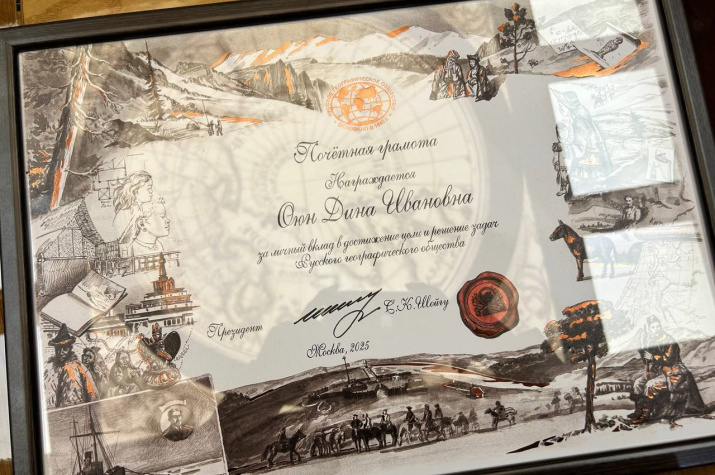 Почётная грамота
Награждается
Оюн Дина Ивановна
за личный вклад в достижение цели и решение задач
Русского географического общества
Президент
С.К.Шойгу
Москва, 2025